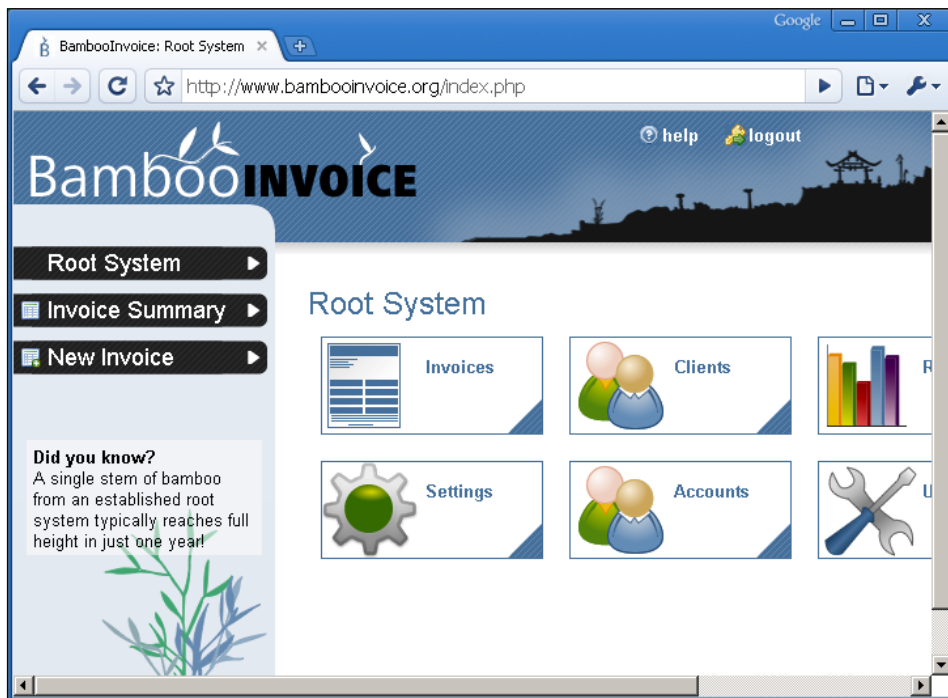 Google
BambooInvoice: Root System
http://www.bambooinvoice.org/index.php
help
logout
BambooINVOICE
Root System
Invoice Summary
New Invoice
Did you know?
A single stem of bamboo
from an established root
system typically reaches full
height in just one year!
Root System
Invoices
Clients
R
Settings
Accounts
U